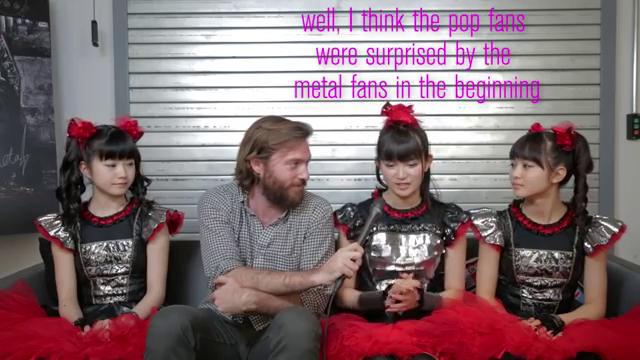 well, I think the pop fans
were surprised by the
metal fans in the beginning